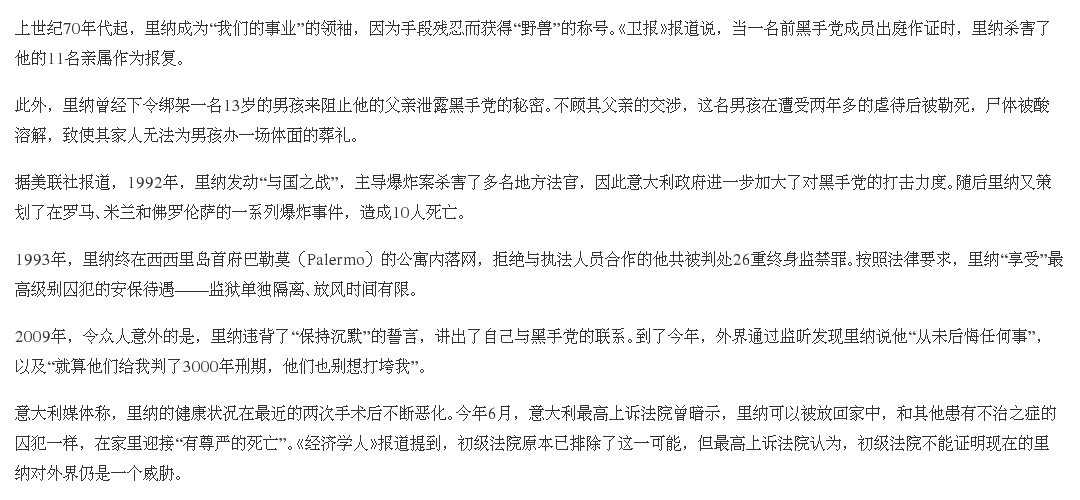 上世纪70年代起，里纳成为“我们的事业”的领袖，因为手段残忍而获得“野兽”的称号。《卫报》报道说，当一名前黑手党成员出庭作证时，里纳杀害了
他的11名亲属作为报复。
此外，里纳曾经下令绑架一名13岁的男孩来阻止他的父亲泄露黑手党的秘密。不顾其父亲的交涉，这名男孩在遭受两年多的虐待后被勒死，尸体被酸
溶解，致使其家人无法为男孩办一场体面的葬礼。
据美联社报道，1992年，里纳发动“与国之战”，主导爆炸案杀害了多名地方法官，因此意大利政府进一步加大了对黑手党的打击力度。随后里纳又策
划了在罗马、米兰和佛罗伦萨的一系列爆炸事件，造成10人死亡。
1993年，里纳终在西西里岛首府巴勒莫（Palermo）的公寓内落网，拒绝与执法人员合作的他共被判处26重终身监禁罪。按照法律要求，里纳“享受”最
高级别囚犯的安保待遇——监狱单独隔离、放风时间有限。
2009年，令众人意外的是，里纳违背了“保持沉默”的誓言，讲出了自己与黑手党的联系。到了今年，外界通过监听发现里纳说他“从未后悔任何事”，
以及“就算他们给我判了3000年刑期，他们也别想打垮我”。
意大利媒体称，里纳的健康状况在最近的两次手术后不断恶化。今年6月，意大利最高上诉法院曾暗示，里纳可以被放回家中，和其他患有不治之症的
囚犯一样，在家里迎接“有尊严的死亡”。《经济学人》报道提到，初级法院原本已排除了这一可能，但最高上诉法院认为，初级法院不能证明现在的里
纳对外界仍是一个威胁。